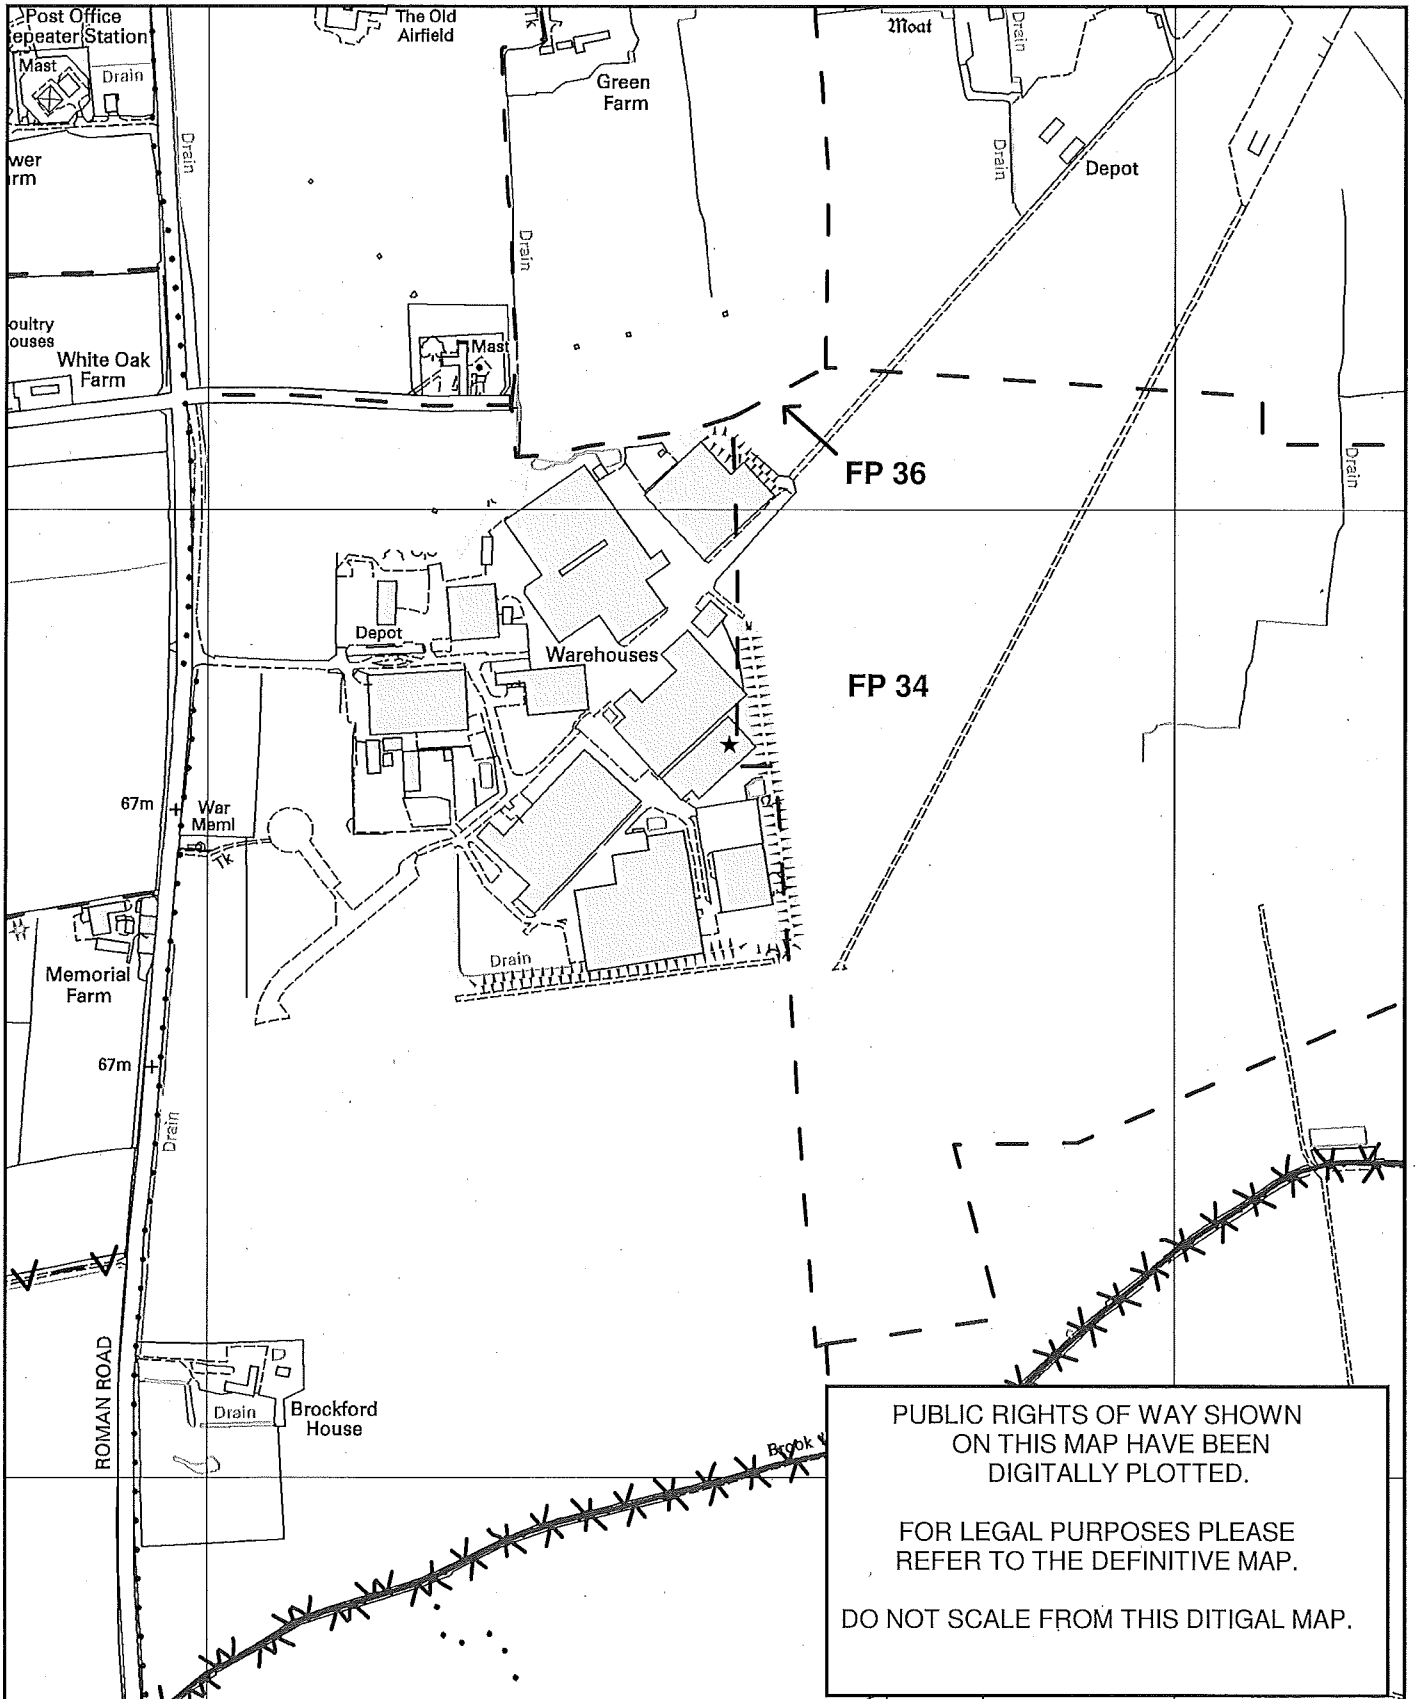 Post Office
epeater Station
Mast
Drain
The Old
Airfield
Tk
Green
Farm
Moat
Drain
Drain
Depot
Drain
wer
rm
Drain
oultry
ouses
White Oak
Farm
Mast
FP 36
Drain
Depot
Warehouses
FP 34
67m
War
Meml
Tk
Memorial
Farm
Drain
67m
Drain
ROMAN ROAD
Drain
Brockford
House
Brook
PUBLIC RIGHTS OF WAY SHOWN
ON THIS MAP HAVE BEEN
DIGITALLY PLOTTED.
FOR LEGAL PURPOSES PLEASE
REFER TO THE DEFINITIVE MAP.
DO NOT SCALE FROM THIS DITIGAL MAP.